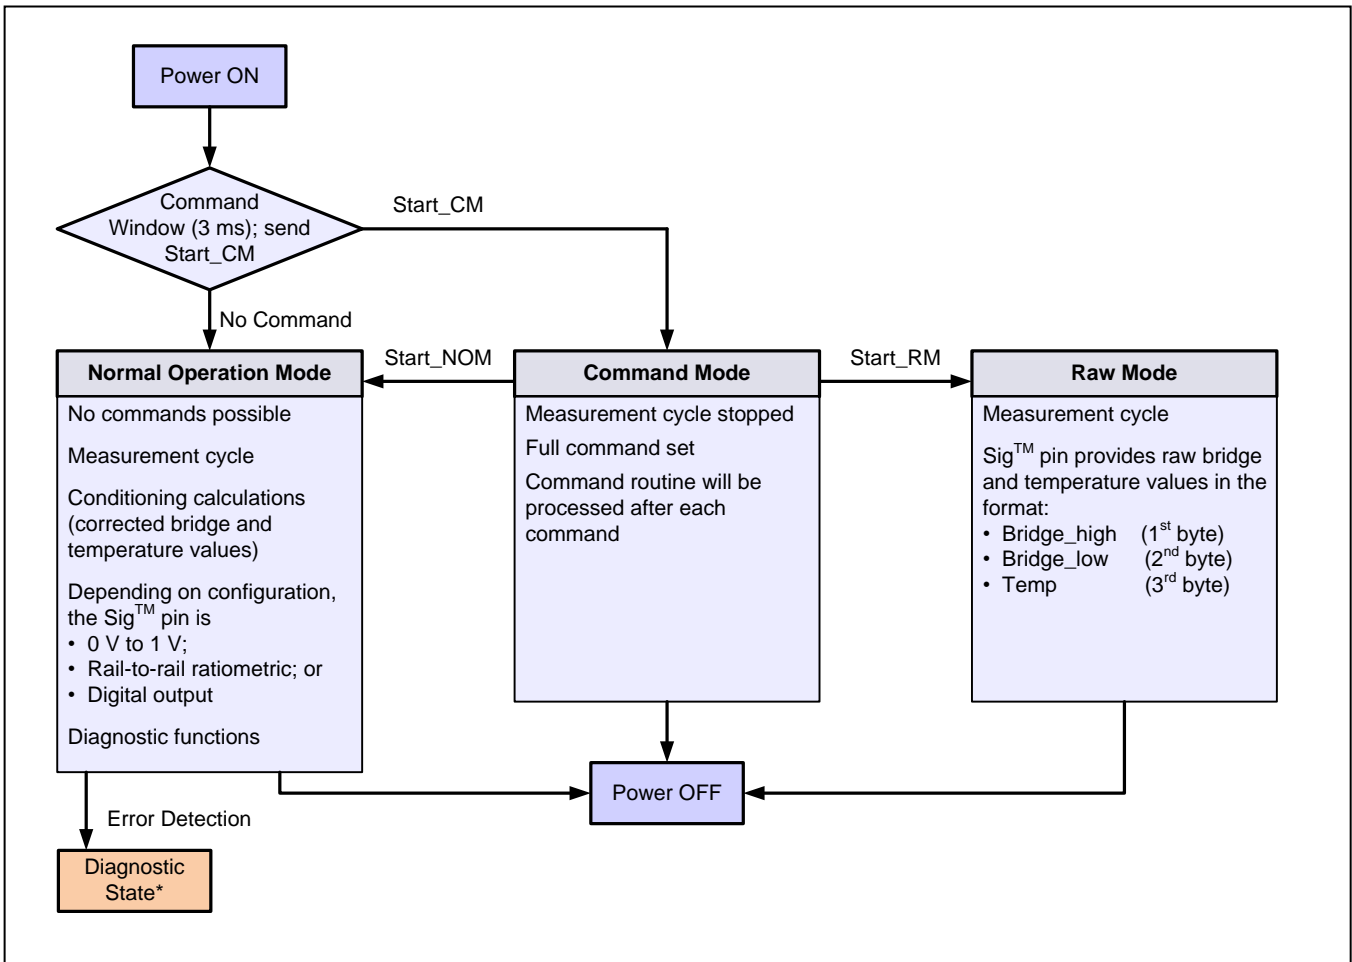 Power ON
Command
Window (3 ms); send
Start_CM
Start_CM
No Command
Normal Operation Mode
No commands possible
Measurement cycle
Conditioning calculations
(corrected bridge and
temperature values)
Depending on configuration,
the Sig™ pin is
• 0 V to 1 V;
• Rail-to-rail ratiometric; or
• Digital output
Diagnostic functions
Start_NOM
Command Mode
Measurement cycle stopped
Full command set
Command routine will be
processed after each
command
Start_RM
Raw Mode
Measurement cycle
Sig™ pin provides raw bridge
and temperature values in the
format:
• Bridge_high (1st byte)
• Bridge_low (2nd byte)
• Temp (3rd byte)
Power OFF
Error Detection
Diagnostic
State*